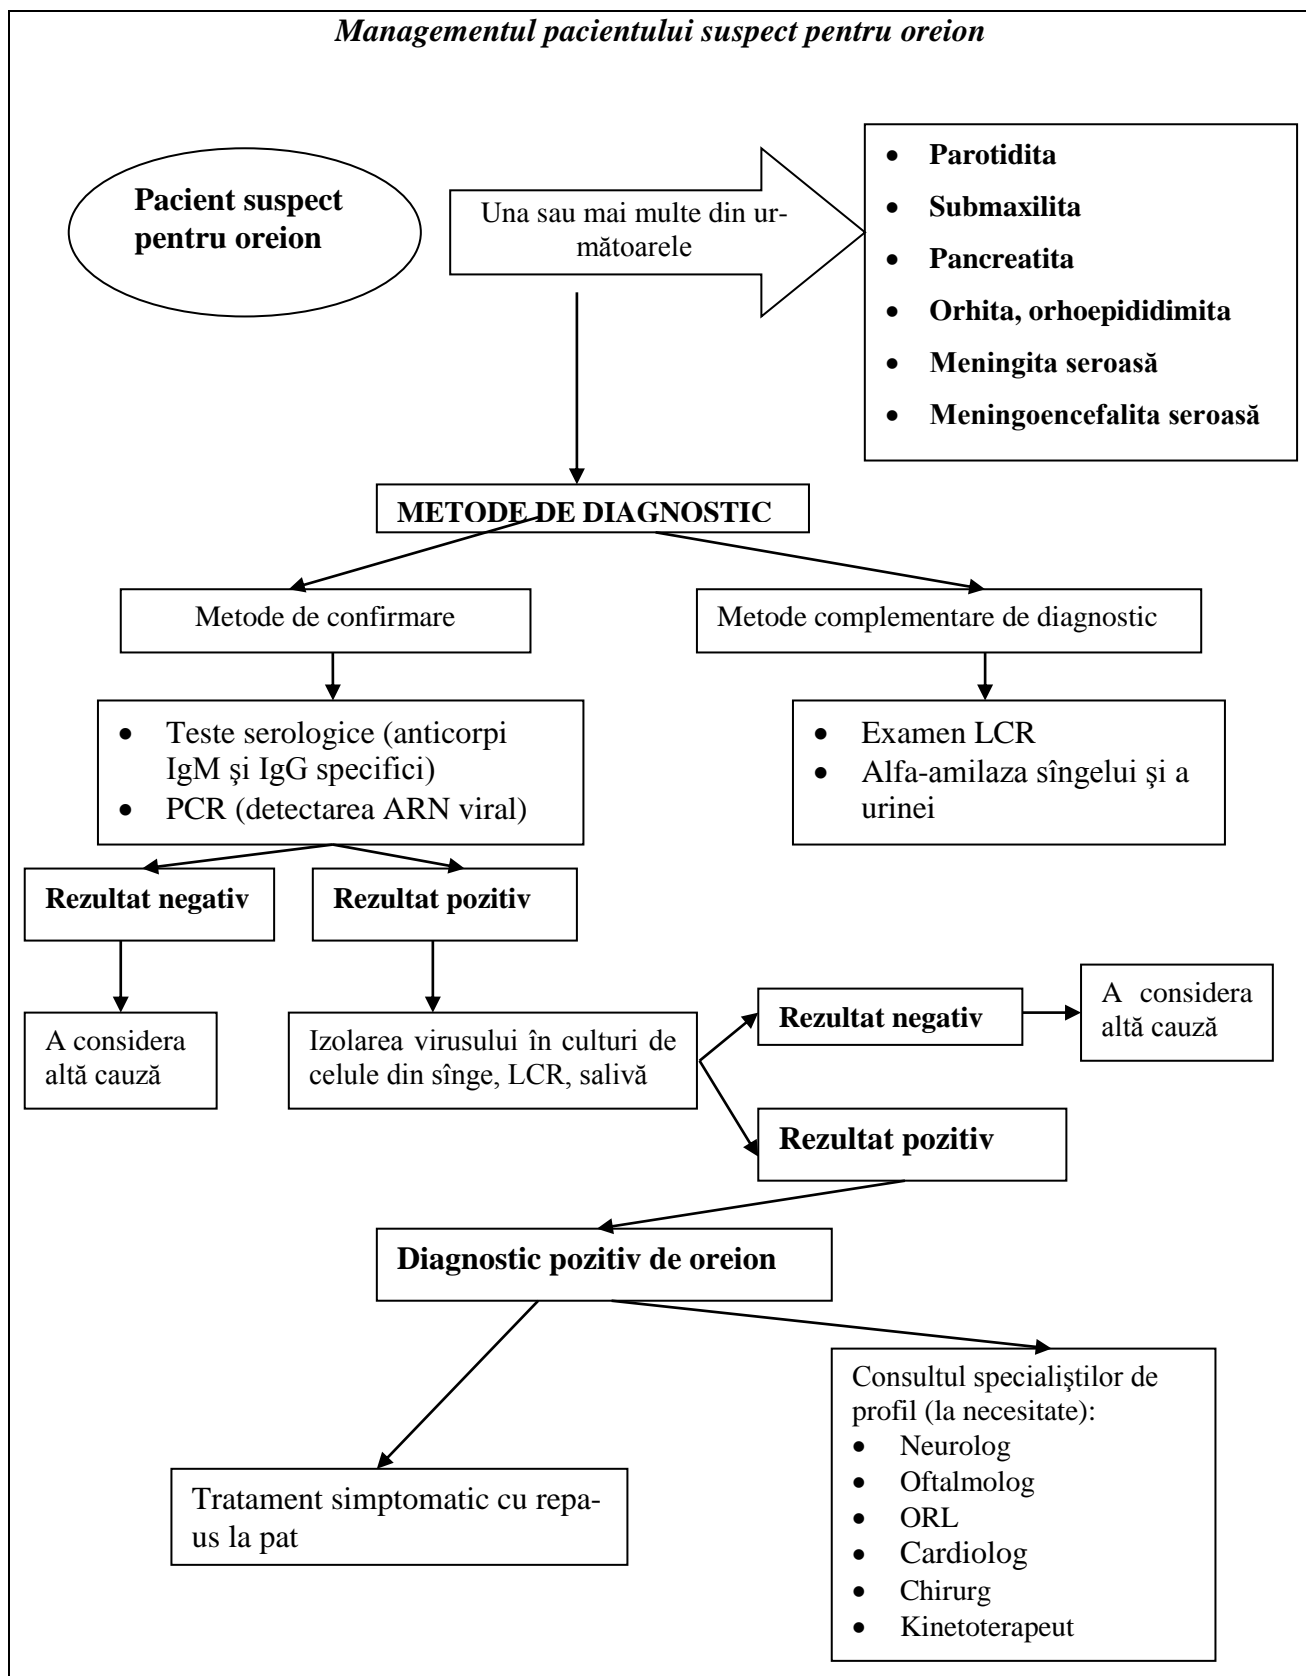 Managementul pacientului suspect pentru oreion
Pacient suspect
pentru oreion
Una sau mai multe din ur-
mătoarele
• Parotidita
• Submaxilita
• Pancreatita
• Orhita, orhoepididimita
• Meningita seroasă
• Meningoencefalita seroasă
METODE DE DIAGNOSTIC
Metode de confirmare
Metode complementare de diagnostic
• Teste serologice (anticorpi
IgM şi IgG specifici)
• PCR (detectarea ARN viral)
• Examen LCR
• Alfa-amilaza sîngelui şi a
urinei
Rezultat negativ
Rezultat pozitiv
A considera
altă cauză
Izolarea virusului în culturi de
celule din sînge, LCR, salivă
Rezultat negativ
A considera
altă cauză
Rezultat pozitiv
Diagnostic pozitiv de oreion
Tratament simptomatic cu repa-
us la pat
Consultul specialiştilor de
profil (la necesitate):
• Neurolog
• Oftalmolog
• ORL
• Cardiolog
• Chirurg
• Kinetoterapeut